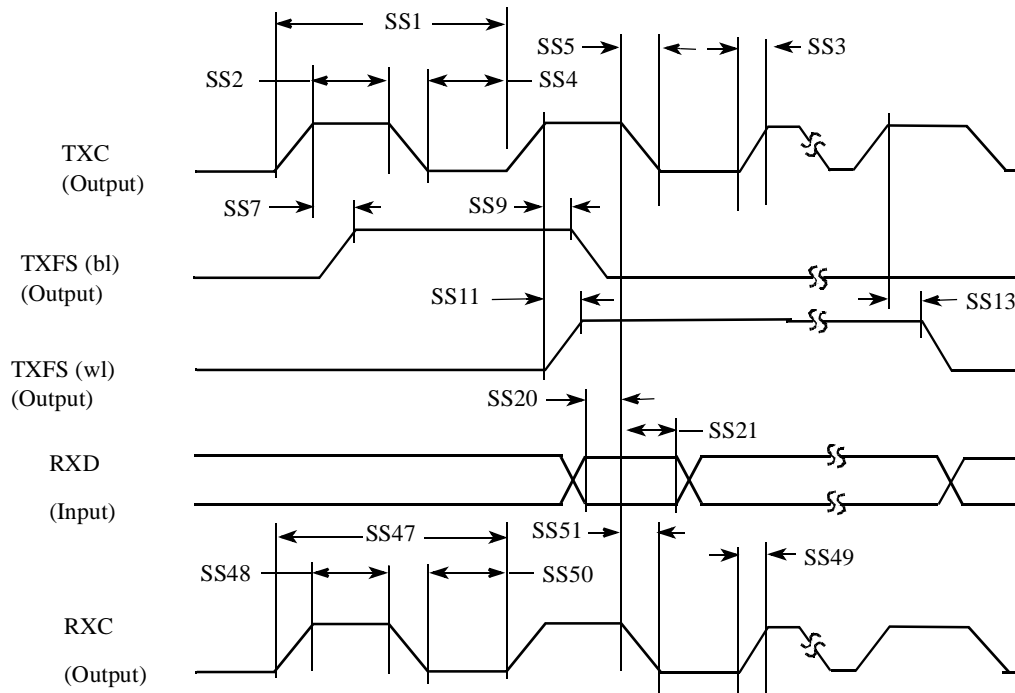 SS1
SS5
SS3
SS2
SS4
TXC
(Output)
SS7
SS9
TXFS (bl)
(Output)
SS11
SS13
TXFS (wl)
(Output)
SS20
SS21
RXD
(Input)
SS47
SS51
SS49
SS48
SS50
RXC
(Output)